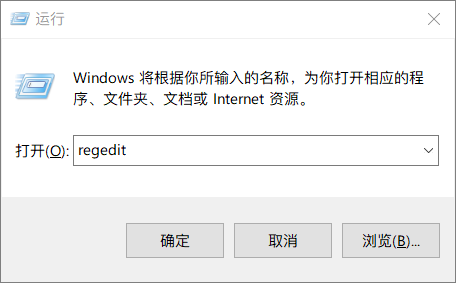 运行
Windows 将根据你所输入的名称，为你打开相应的程
序、文件夹、文档或 Internet 资源。
打开(O): regedit
确定 取消 浏览(B)...